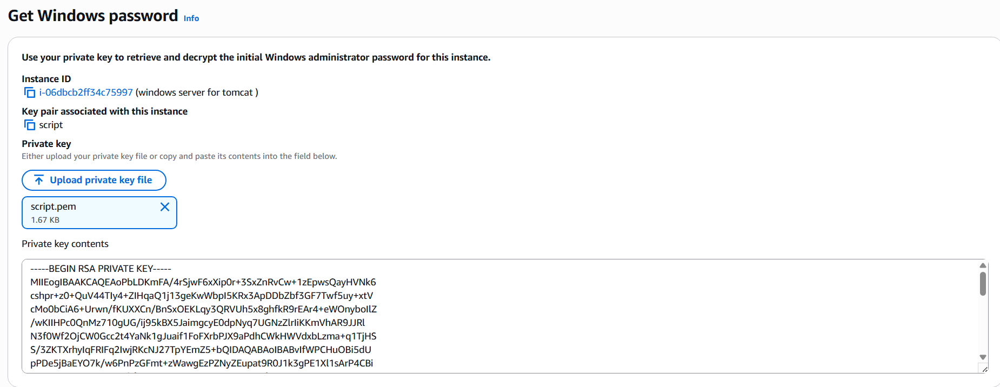 Get Windows password Info
Use your private key to retrieve and decrypt the initial Windows administrator password for this instance.
Instance ID
i-06dbcb2ff34c75997 (windows server for tomcat )
Key pair associated with this instance
script
Private key
Either upload your private key file or copy and paste its contents into the field below.
Upload private key file
script.pem
1.67 KB
Private key contents
-----BEGIN RSA PRIVATE KEY-----
MIIEogIBAAKCAQEAoPbLDKmFA/4rSjwF6xXip0r+3SxZnRvCw+1zEpwsQayHVNk6
cshpr+z0+QuV44TIy4+ZIHqaQ1j13geKwWbpI5KRx3ApDDbZbf3GF7Twf5uy+xtV
cMo0bCiA6+Urwn/fKUXXCn/BnSxOEKLqy3QRVUh5x8ghfkR9rEAr4+eWOnyboIlZ
/wKIIHPc0QnMz710gUG/ij95kBX5JaimgcyE0dpNyq7UGNzZlrIiKKmVhAR9JJRl
N3f0Wf2OjCW0Gcc2t4YaNk1gJuaif1FoFXrbPJX9aPdhCWkHWVdxbLzma+q1TjHS
S/3ZKTXrhyIqFRIFq2IwjRKcNJ27TpYEmZ5+bQIDAQABAoIBABvIfWPCHuOBi5dU
pPDe5jBaEYO7k/w6PnPzGFmt+zWawgEzPZNyZEupat9R0J1k3gPE1Xl1sArP4CBi